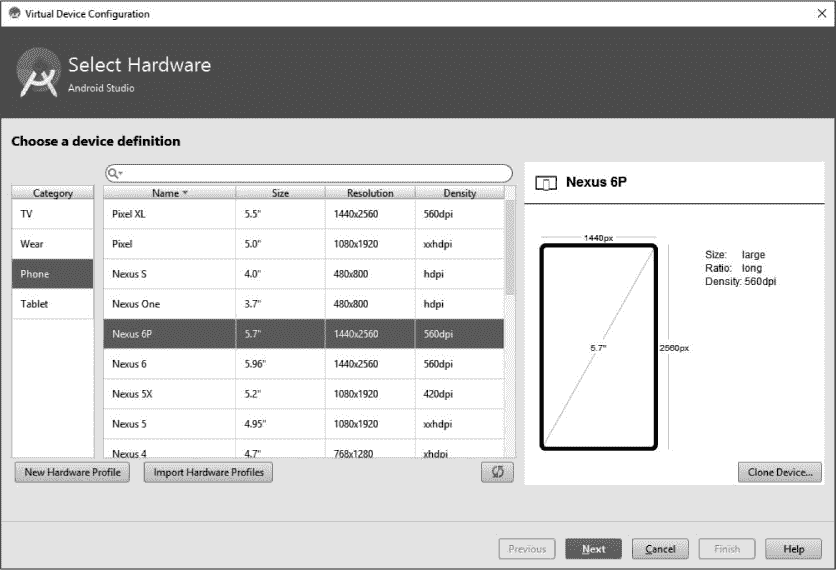 Virtual Device Configuration
Select Hardware
Android Studio
Choose a device definition
Category
TV
Wear
Phone
Tablet
Name Size Resolution Density
Pixel XL 5.5" 1440x2560 560dpi
Pixel 5.0" 1080x1920 xxhdpi
Nexus S 4.0" 480x800 hdpi
Nexus One 3.7" 480x800 hdpi
Nexus 6P 5.7" 1440x2560 560dpi
Nexus 6 5.96" 1440x2560 560dpi
Nexus 5X 5.2" 1080x1920 420dpi
Nexus 5 4.95" 1080x1920 xxhdpi
Nexus 4 4.7" 768x1280 xhdpi
New Hardware Profile
Import Hardware Profiles
Nexus 6P
1440px
5.7"
2560px
Size: large
Ratio: long
Density: 560dpi
Clone Device...
Previous
Next
Cancel
Finish
Help